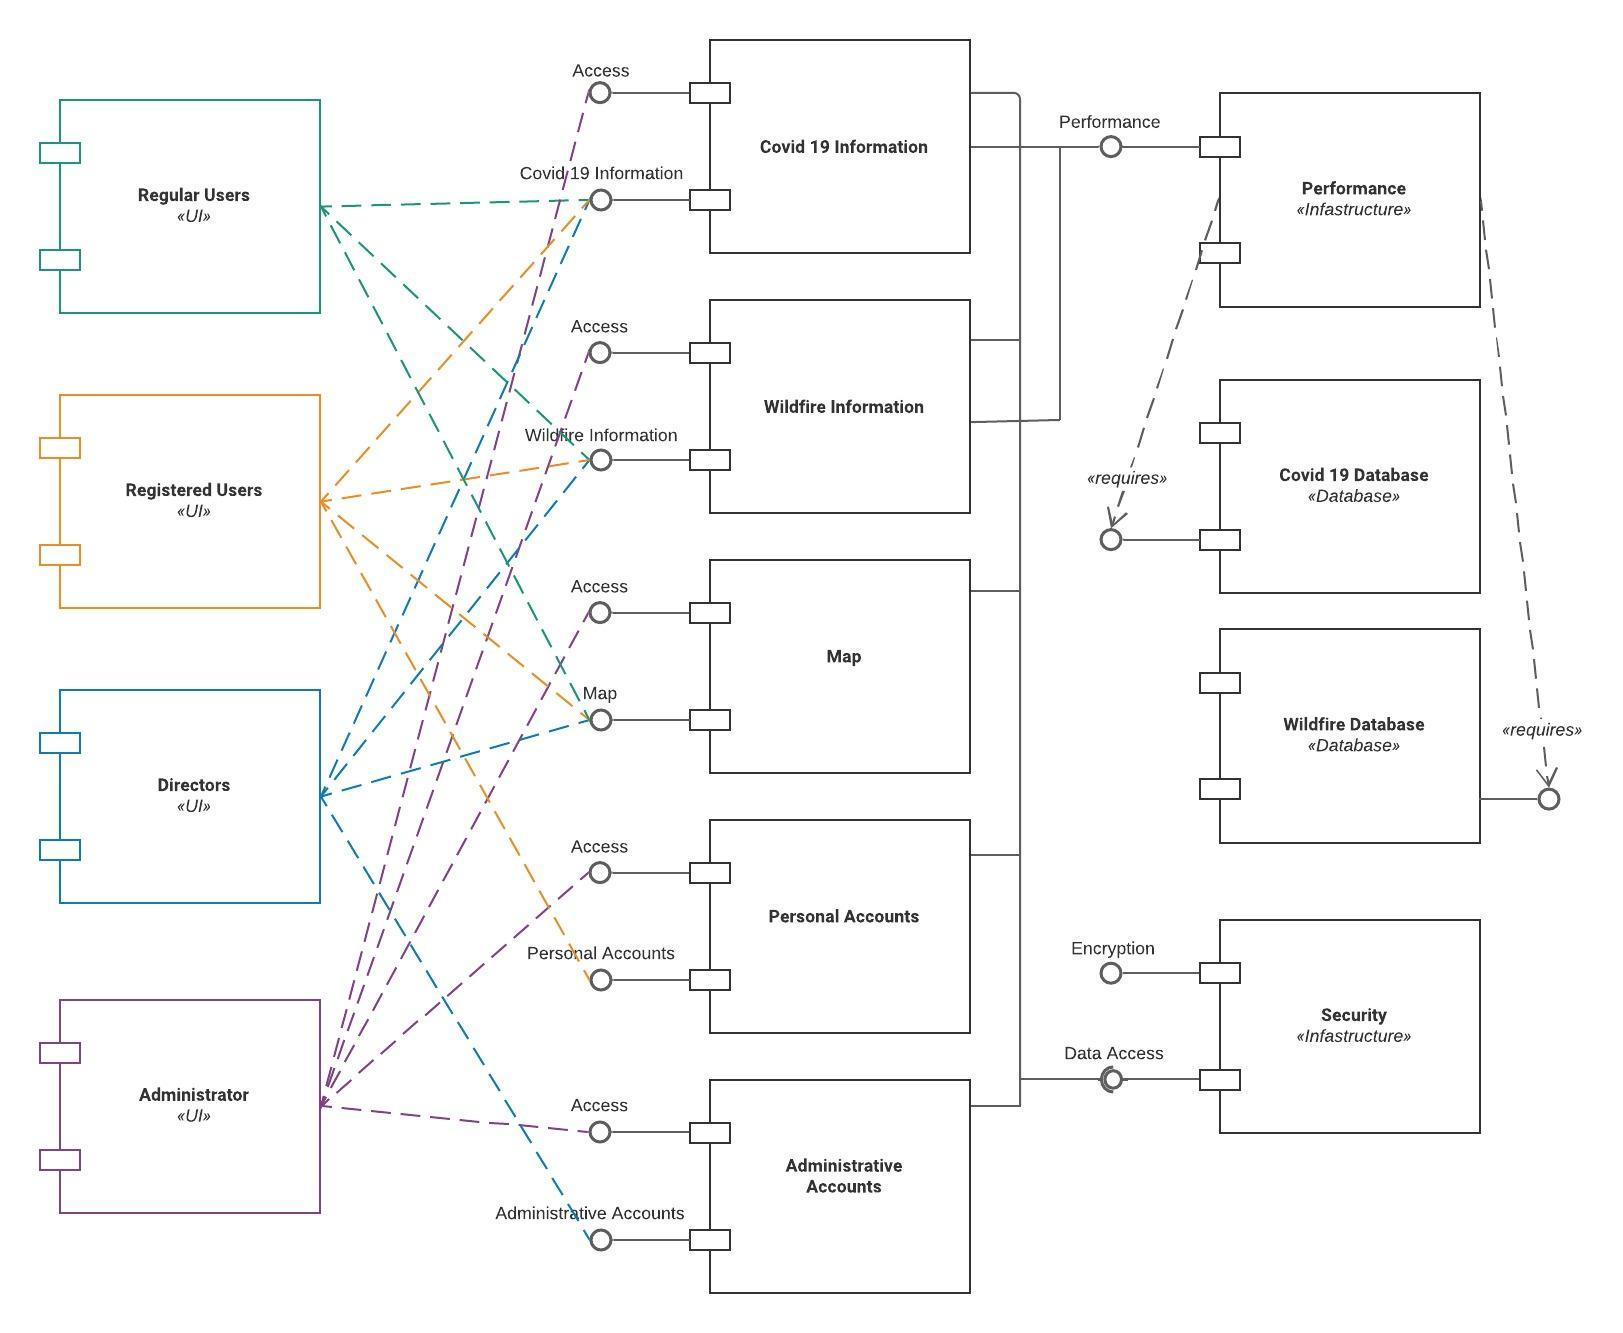 Regular Users
«UI»
Registered Users
«UI»
Directors
«UI»
Administrator
«UI»
Access
Covid 19 Information
Access
Wildfire Information
Access
Map
Access
Personal Accounts
Access
Administrative Accounts
Covid 19 Information
Wildfire Information
Map
Personal Accounts
Administrative
Accounts
Performance
«requires»
Encryption
Data Access
Performance
«Infastructure»
Covid 19 Database
«Database»
Wildfire Database
«Database»
«requires»
Security
«Infastructure»